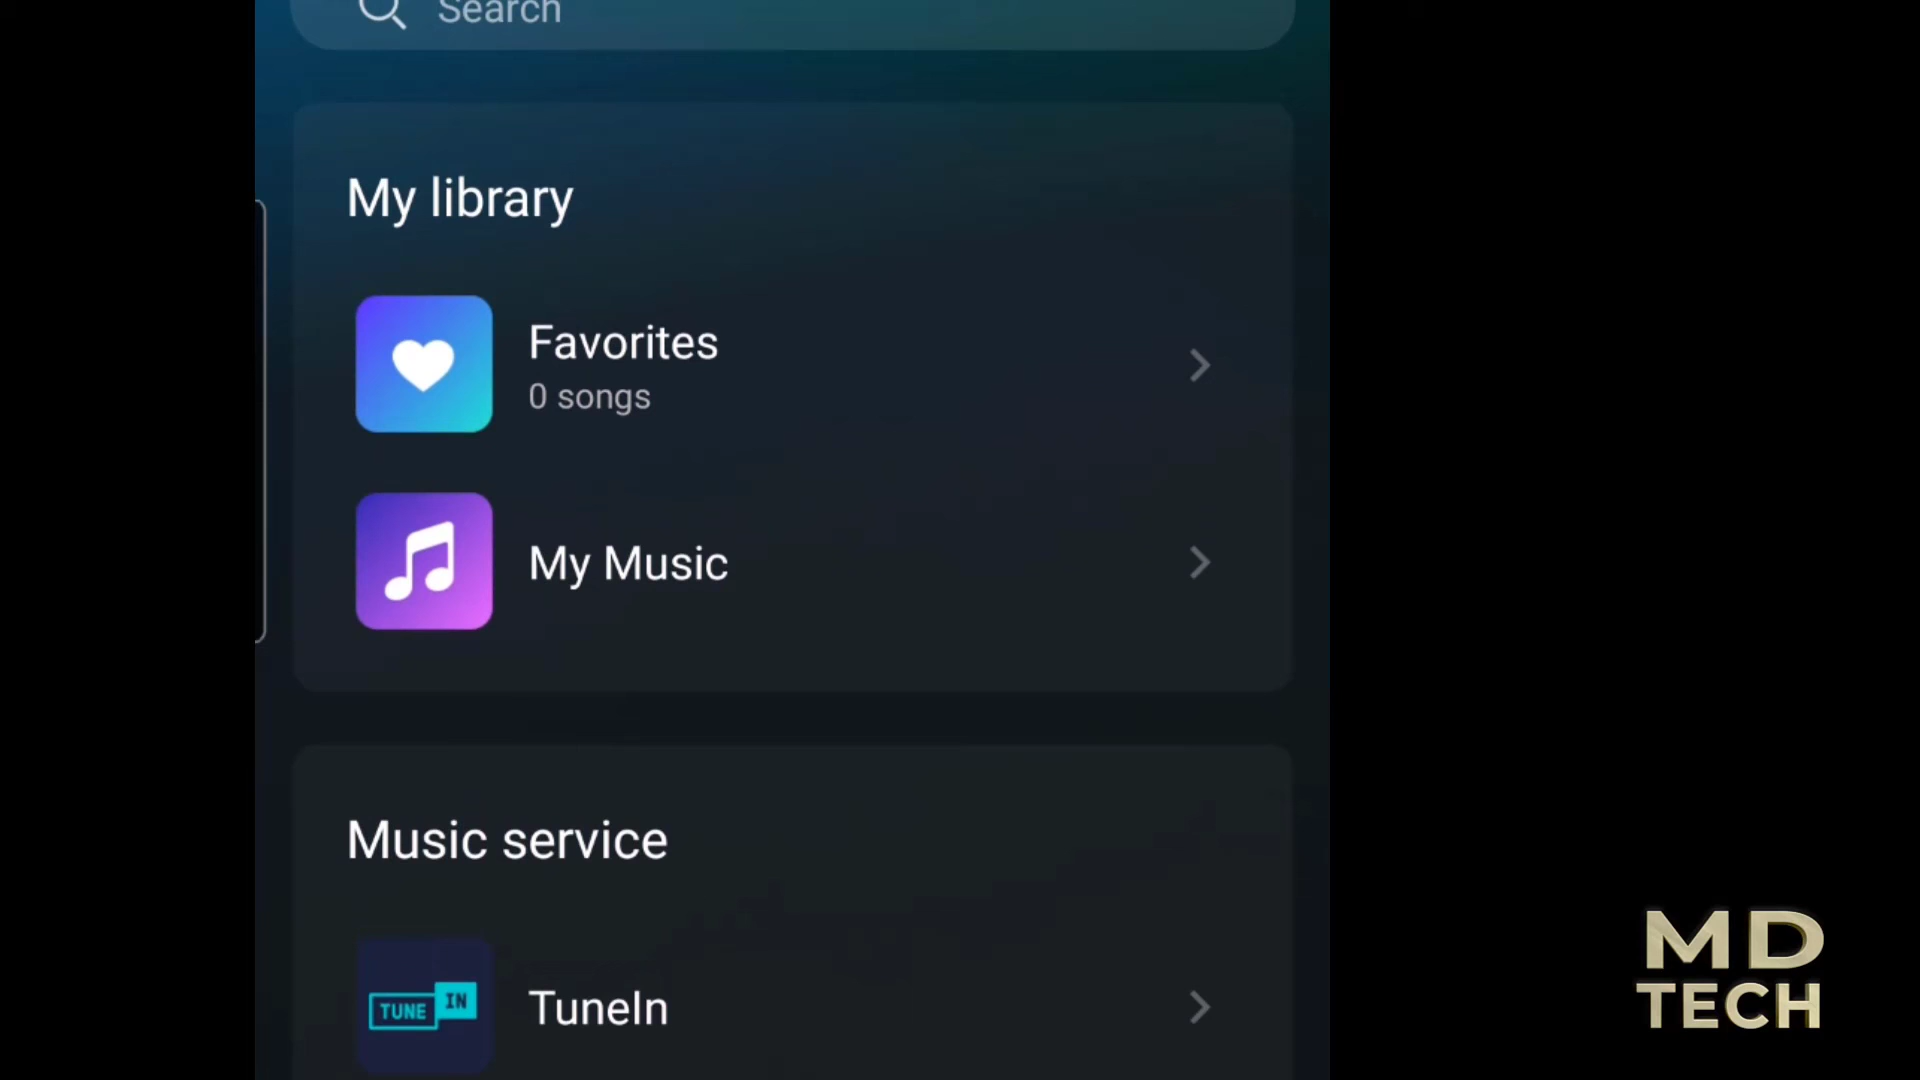 Search
My library
Favorites
0 songs
My Music
Music service
TUNE IN
TuneIn
MD
TECH